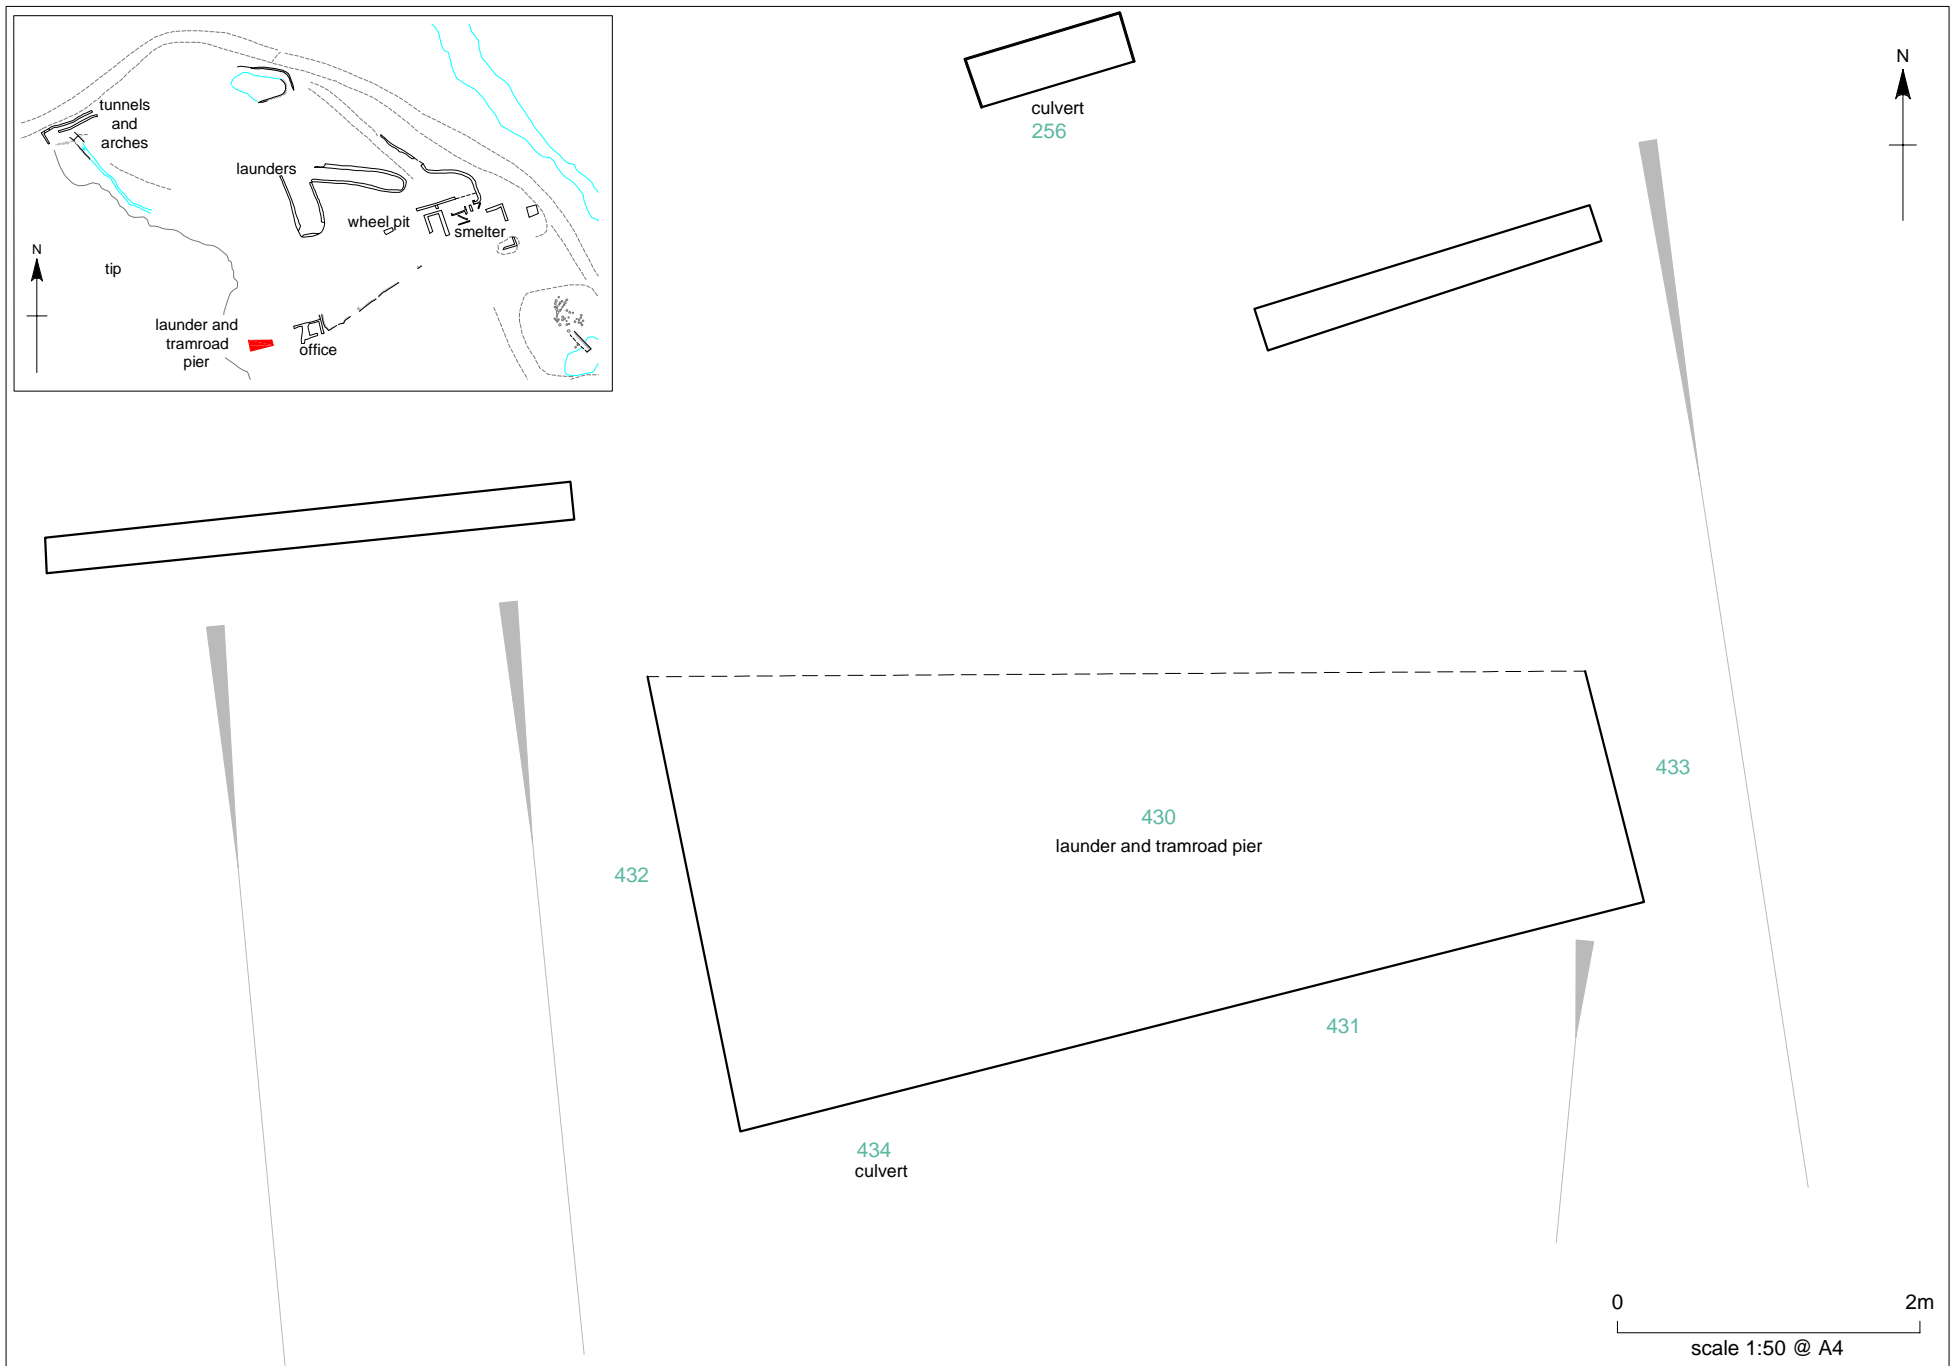 tunnels
and
arches
launders
wheel pit
smelter
N
tip
launder and
tramroad
pier
office
culvert
256
N
433
430
launder and tramroad pier
432
431
434
culvert
0 2m
scale 1:50 @ A4